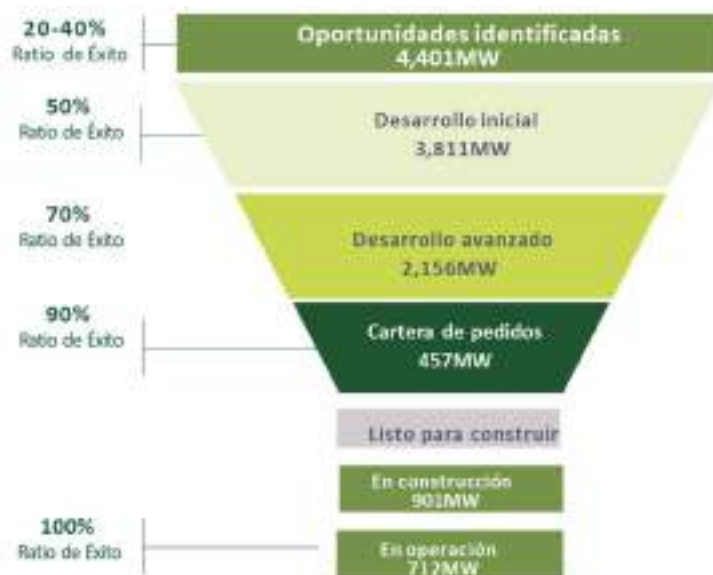 20-40%
Ratio de Éxito
Oportunidades identificadas
4,401MW
50%
Ratio de Éxito
Desarrollo inicial
3,811MW
70%
Ratio de Éxito
Desarrollo avanzado
2,156MW
90%
Ratio de Éxito
Cartera de pedidos
457MW
Listo para construir
En construcción
901MW
100%
Ratio de Éxito
En operación
712MW